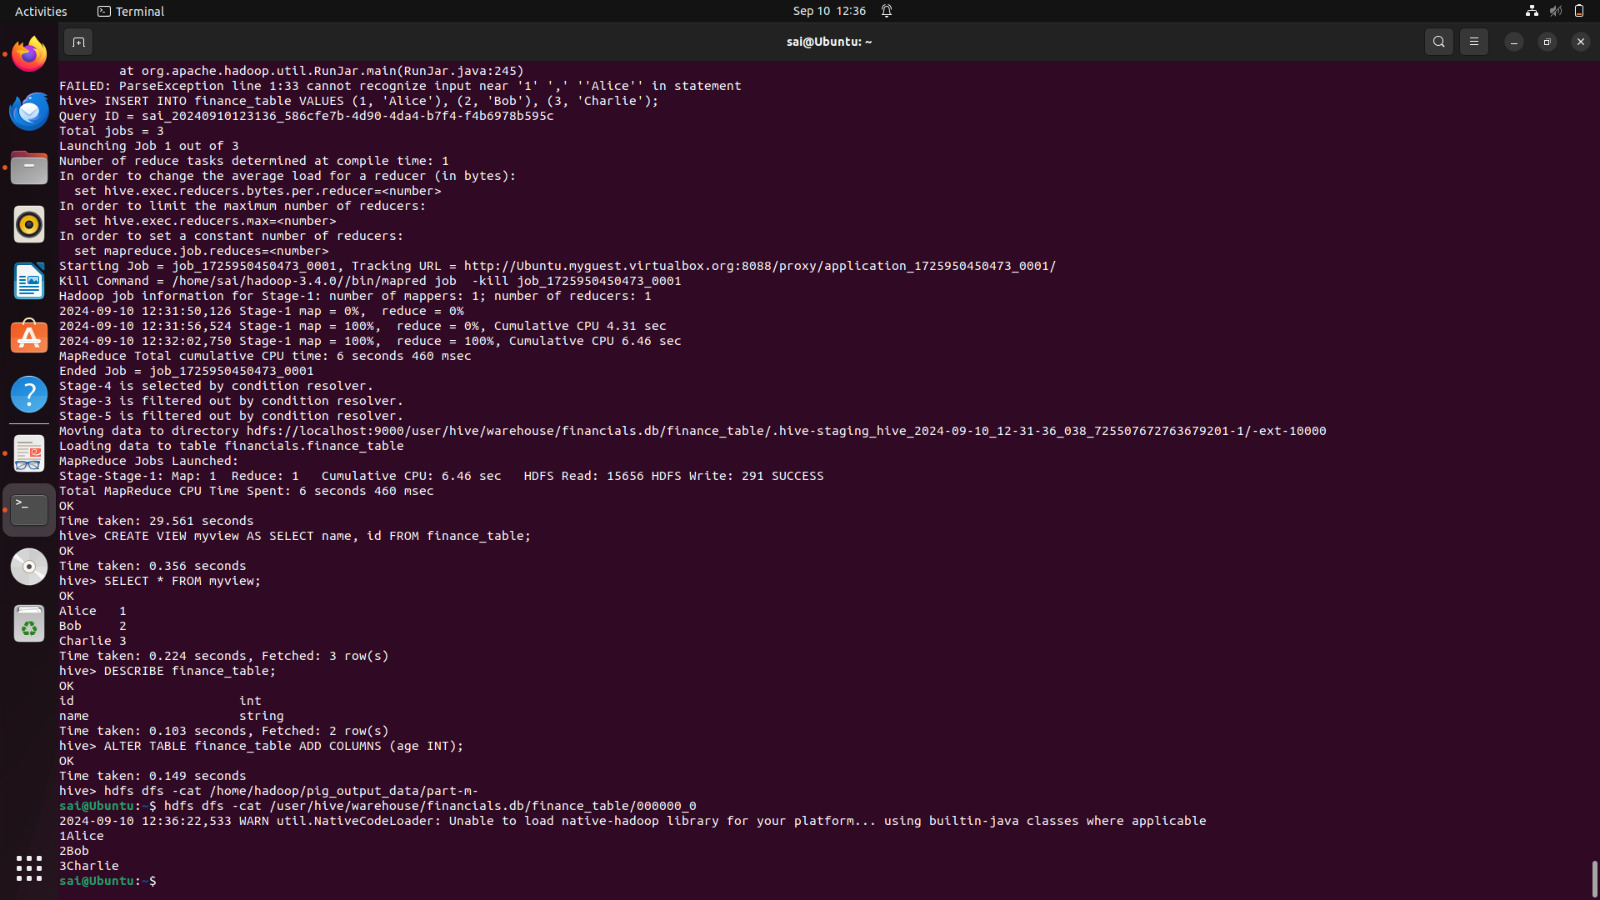 Activities
Terminal
Sep 10 12:36
sai@Ubuntu: ~
at org.apache.hadoop.util.RunJar.main(RunJar.java:245)
FAILED: ParseException line 1:33 cannot recognize input near '1' ',' ''Alice'' in statement
hive> INSERT INTO finance_table VALUES (1, 'Alice'), (2, 'Bob'), (3, 'Charlie');
Query ID = sai_20240910123136_586cfe7b-4d90-4da4-b7f4-f4b6978b595c
Total jobs = 3
Launching Job 1 out of 3
Number of reduce tasks determined at compile time: 1
In order to change the average load for a reducer (in bytes):
  set hive.exec.reducers.bytes.per.reducer=<number>
In order to limit the maximum number of reducers:
  set hive.exec.reducers.max=<number>
In order to set a constant number of reducers:
  set mapreduce.job.reduces=<number>
Starting Job = job_1725950450473_0001, Tracking URL = http://Ubuntu.myguest.virtualbox.org:8088/proxy/application_1725950450473_0001/
Kill Command = /home/sai/hadoop-3.4.0//bin/mapred job  -kill job_1725950450473_0001
Hadoop job information for Stage-1: number of mappers: 1; number of reducers: 1
2024-09-10 12:31:50,126 Stage-1 map = 0%,  reduce = 0%
2024-09-10 12:31:56,524 Stage-1 map = 100%,  reduce = 0%, Cumulative CPU 4.31 sec
2024-09-10 12:32:02,750 Stage-1 map = 100%,  reduce = 100%, Cumulative CPU 6.46 sec
MapReduce Total cumulative CPU time: 6 seconds 460 msec
Ended Job = job_1725950450473_0001
Stage-4 is selected by condition resolver.
Stage-3 is filtered out by condition resolver.
Stage-5 is filtered out by condition resolver.
Moving data to directory hdfs://localhost:9000/user/hive/warehouse/financials.db/finance_table/.hive-staging_hive_2024-09-10_12-31-36_038_725507672763679201-1/-ext-10000
Loading data to table financials.finance_table
MapReduce Jobs Launched:
Stage-Stage-1: Map: 1  Reduce: 1   Cumulative CPU: 6.46 sec   HDFS Read: 15656 HDFS Write: 291 SUCCESS
Total MapReduce CPU Time Spent: 6 seconds 460 msec
OK
Time taken: 29.561 seconds
hive> CREATE VIEW myview AS SELECT name, id FROM finance_table;
OK
Time taken: 0.356 seconds
hive> SELECT * FROM myview;
OK
Alice   1
Bob     2
Charlie 3
Time taken: 0.224 seconds, Fetched: 3 row(s)
hive> DESCRIBE finance_table;
OK
id                      int
name                    string
Time taken: 0.103 seconds, Fetched: 2 row(s)
hive> ALTER TABLE finance_table ADD COLUMNS (age INT);
OK
Time taken: 0.149 seconds
hive> hdfs dfs -cat /home/hadoop/pig_output_data/part-m-
sai@Ubuntu:~$ hdfs dfs -cat /user/hive/warehouse/financials.db/finance_table/000000_0
2024-09-10 12:36:22,533 WARN util.NativeCodeLoader: Unable to load native-hadoop library for your platform... using builtin-java classes where applicable
1Alice
2Bob
3Charlie
sai@Ubuntu:~$